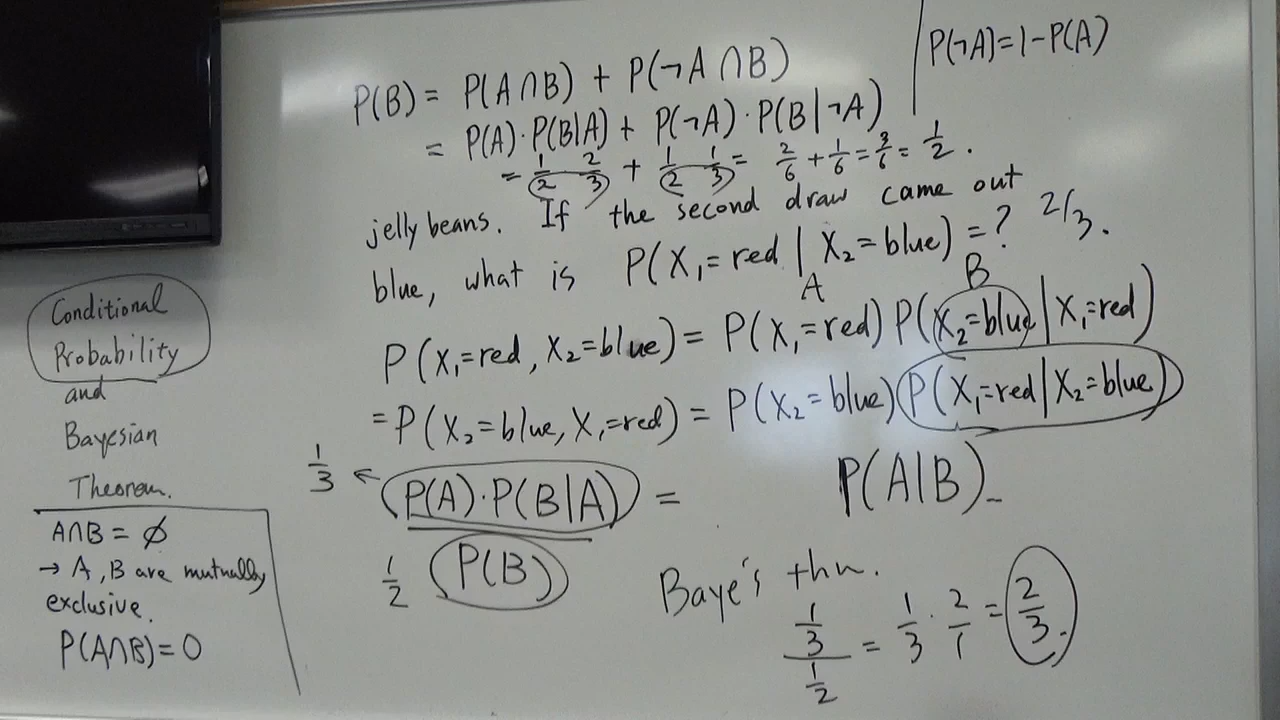 P(¬A)=1-P(A)
P(B) = P(A∩B) + P(¬A∩B)
= P(A)·P(B|A) + P(¬A)·P(B|¬A)
= 1/2 2/3 + 1/2 1/3 = 2/6 + 1/6 = 3/6 = 1/2.
jelly beans. If the second draw came out
blue, what is P(X₁=red | X₂=blue) = ? 2/3.
A B
P(X₁=red, X₂=blue) = P(X₁=red) P(X₂=blue | X₁=red)
= P(X₂=blue, X₁=red) = P(X₂=blue) P(X₁=red | X₂=blue)
1/3 ← P(A)·P(B|A) = P(A|B)
1/2 P(B)
Baye's thm.
1/3 / 1/2 = 1/3 · 2/1 = 2/3.
Conditional
Probability
and
Bayesian
Theorem.
A∩B = ∅
→ A, B are mutually
exclusive.
P(A∩B) = 0